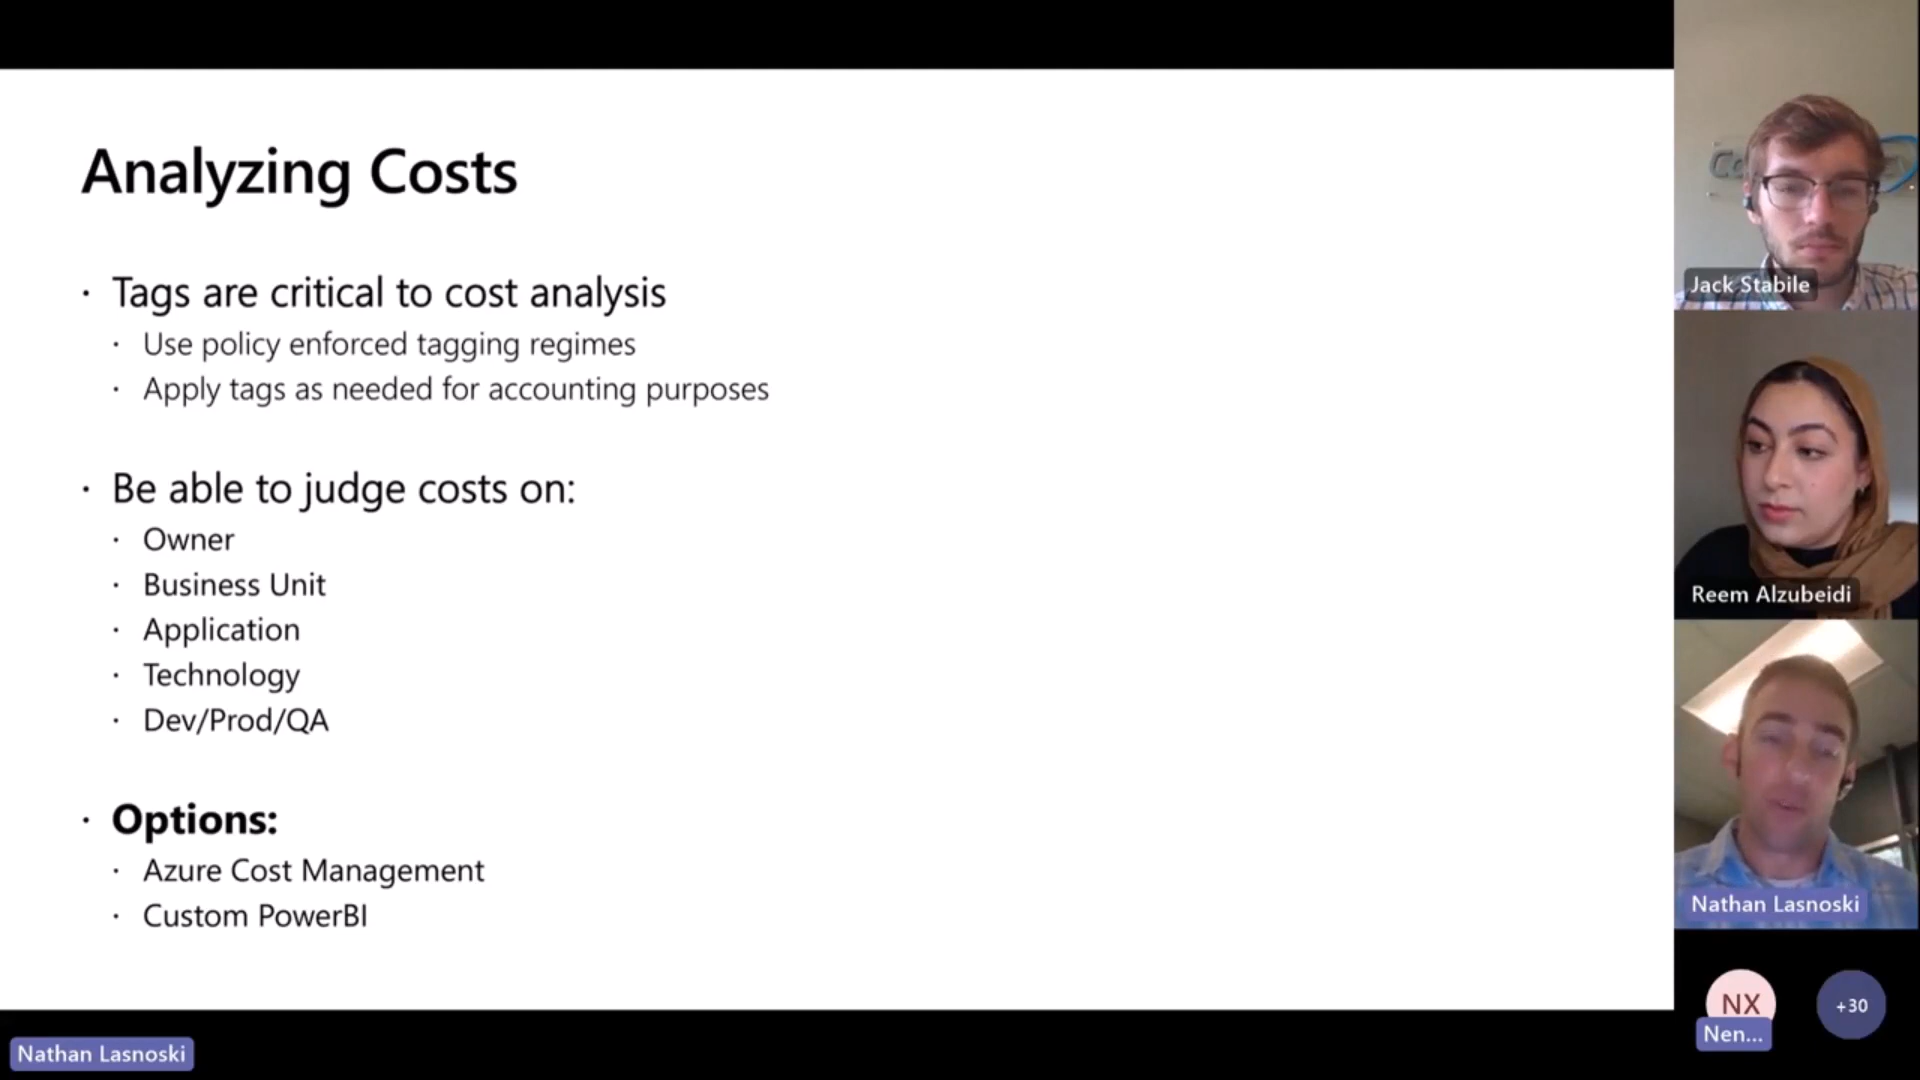 Analyzing Costs
· Tags are critical to cost analysis
· Use policy enforced tagging regimes
· Apply tags as needed for accounting purposes
· Be able to judge costs on:
· Owner
· Business Unit
· Application
· Technology
· Dev/Prod/QA
· Options:
· Azure Cost Management
· Custom PowerBI
Jack Stabile
Reem Alzubeidi
Nathan Lasnoski
NX
Nen...
+30
Nathan Lasnoski